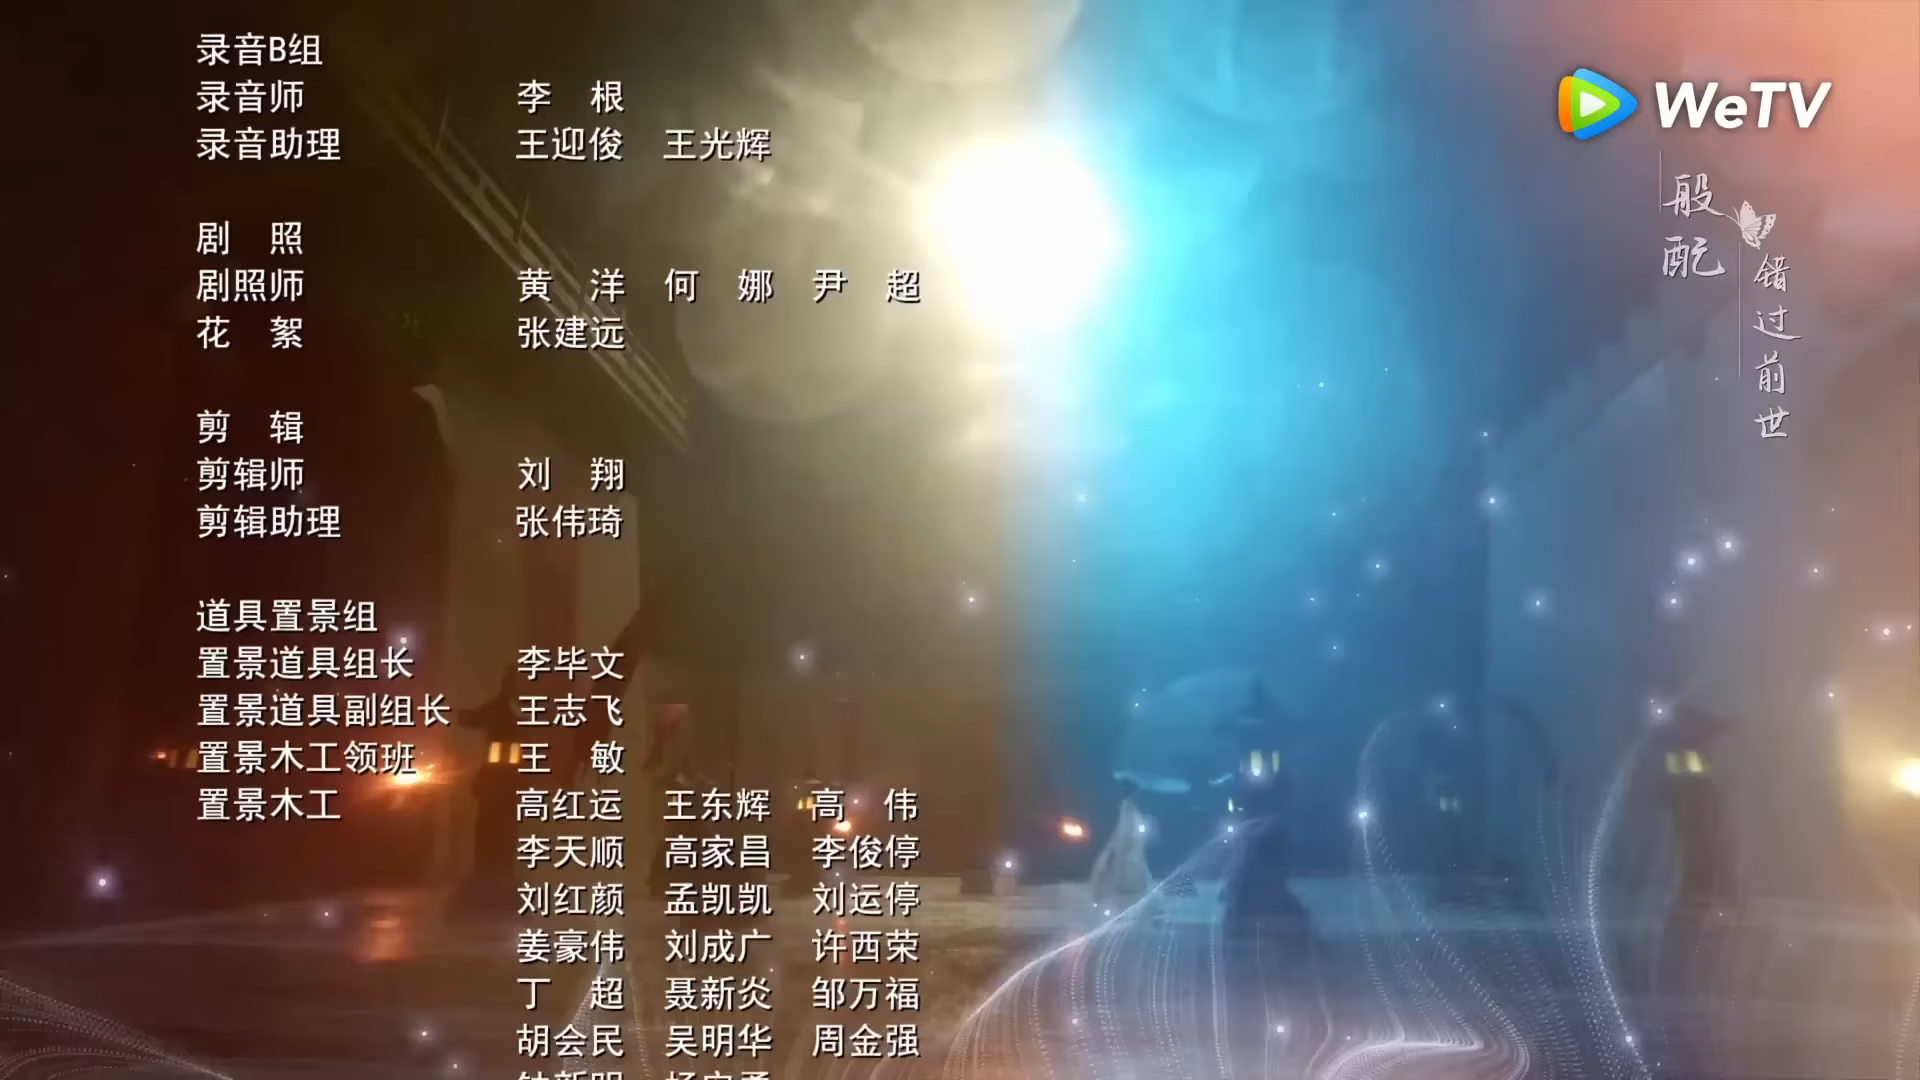 录音B组
录音师 李 根
录音助理 王迎俊 王光辉
剧 照
剧照师 黄 洋 何 娜 尹 超
花 絮 张建远
剪 辑
剪辑师 刘 翔
剪辑助理 张伟琦
道具置景组
置景道具组长 李毕文
置景道具副组长 王志飞
置景木工领班 王 敏
置景木工 高红运 王东辉 高 伟
李天顺 高家昌 李俊停
刘红颜 孟凯凯 刘运停
姜豪伟 刘成广 许西荣
丁 超 聂新炎 邹万福
胡会民 吴明华 周金强
WeTV
般配
错过前世